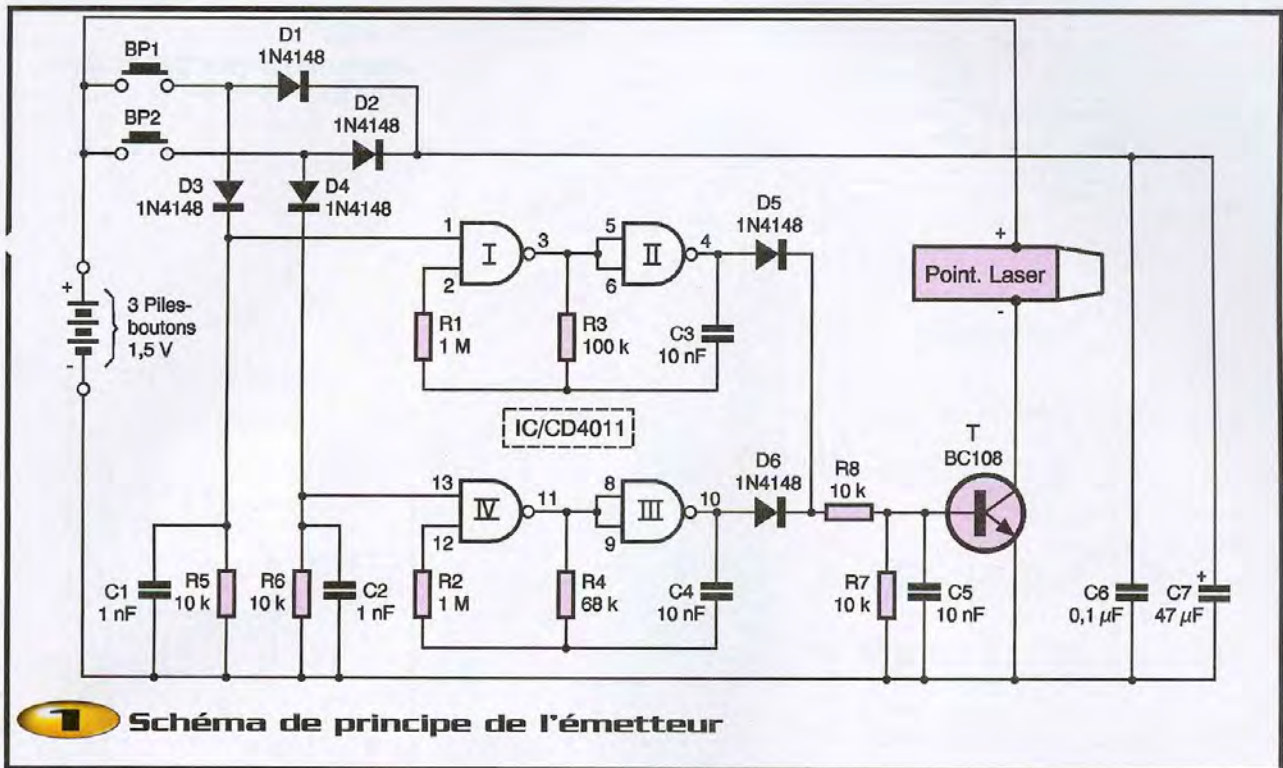 D1
1N4148
BP1
D2
1N4148
BP2
D3
1N4148
D4
1N4148
D5
1N4148
1
2
I
3
5
6
II
4
+
Point. Laser
-
+
3 Piles-
boutons
1,5 V
-
R1
1 M
R3
100 k
C3
10 nF
IC/CD4011
T
BC108
D6
1N4148
R8
10 k
13
12
IV
11
8
9
III
10
C1
1 nF
R5
10 k
R6
10 k
C2
1 nF
R2
1 M
R4
68 k
C4
10 nF
R7
10 k
C5
10 nF
C6
0,1 µF
+
C7
47 µF
1 Schéma de principe de l'émetteur